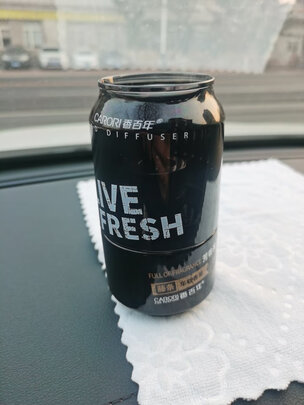 CARORI 香百年®
DIFFUSER
IVE
FRESH
FULL OF FRAGRANCE
CARORI 香百年